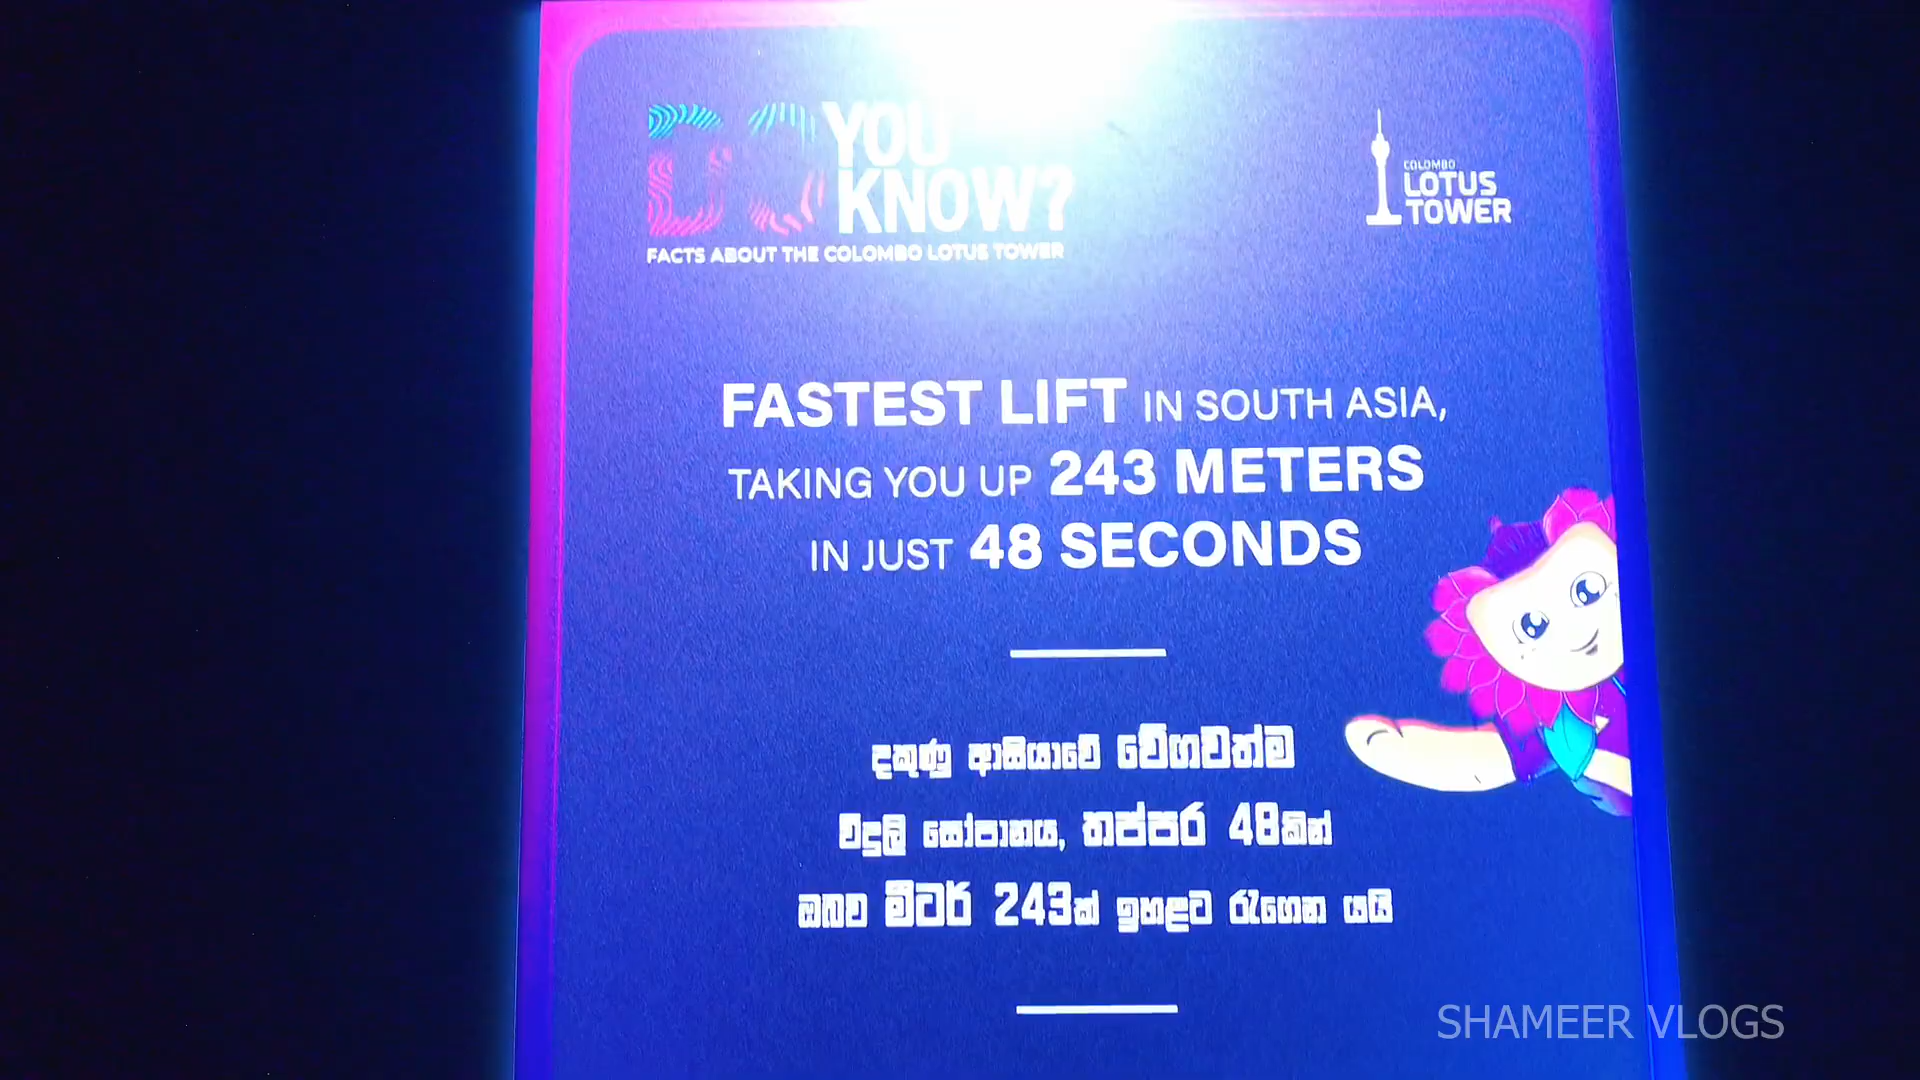 DO YOU
KNOW?
FACTS ABOUT THE COLOMBO LOTUS TOWER
COLOMBO
LOTUS
TOWER
FASTEST LIFT IN SOUTH ASIA,
TAKING YOU UP 243 METERS
IN JUST 48 SECONDS
දකුණු ආසියාවේ වේගවත්ම
විදුලි සෝපානය, තප්පර 48කින්
ඔබව මීටර් 243ක් ඉහළට රැගෙන යයි
SHAMEER VLOGS